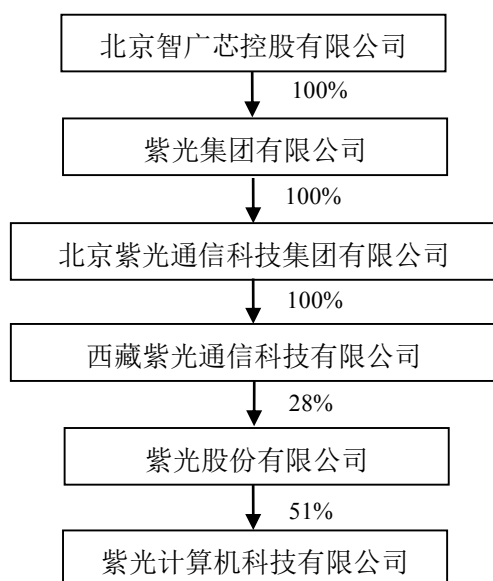 北京智广芯控股有限公司
100%
紫光集团有限公司
100%
北京紫光通信科技集团有限公司
100%
西藏紫光通信科技有限公司
28%
紫光股份有限公司
51%
紫光计算机科技有限公司